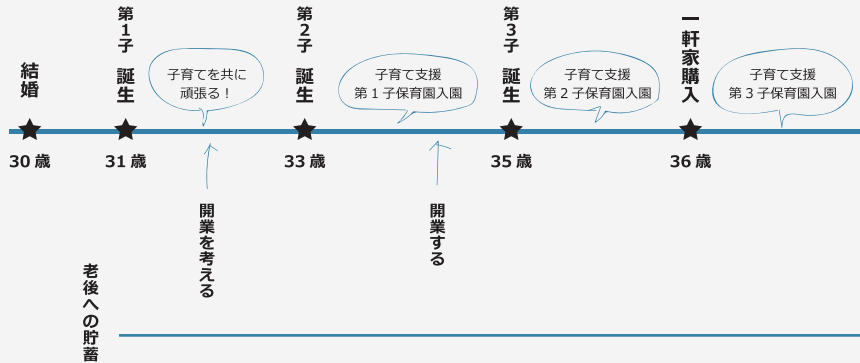 結婚
第1子 誕生
子育てを共に
頑張る！
第2子 誕生
子育て支援
第1子保育園入園
第3子 誕生
子育て支援
第2子保育園入園
一軒家購入
子育て支援
第3子保育園入園
30歳
31歳
33歳
35歳
36歳
開業を考える
開業する
老後への貯蓄